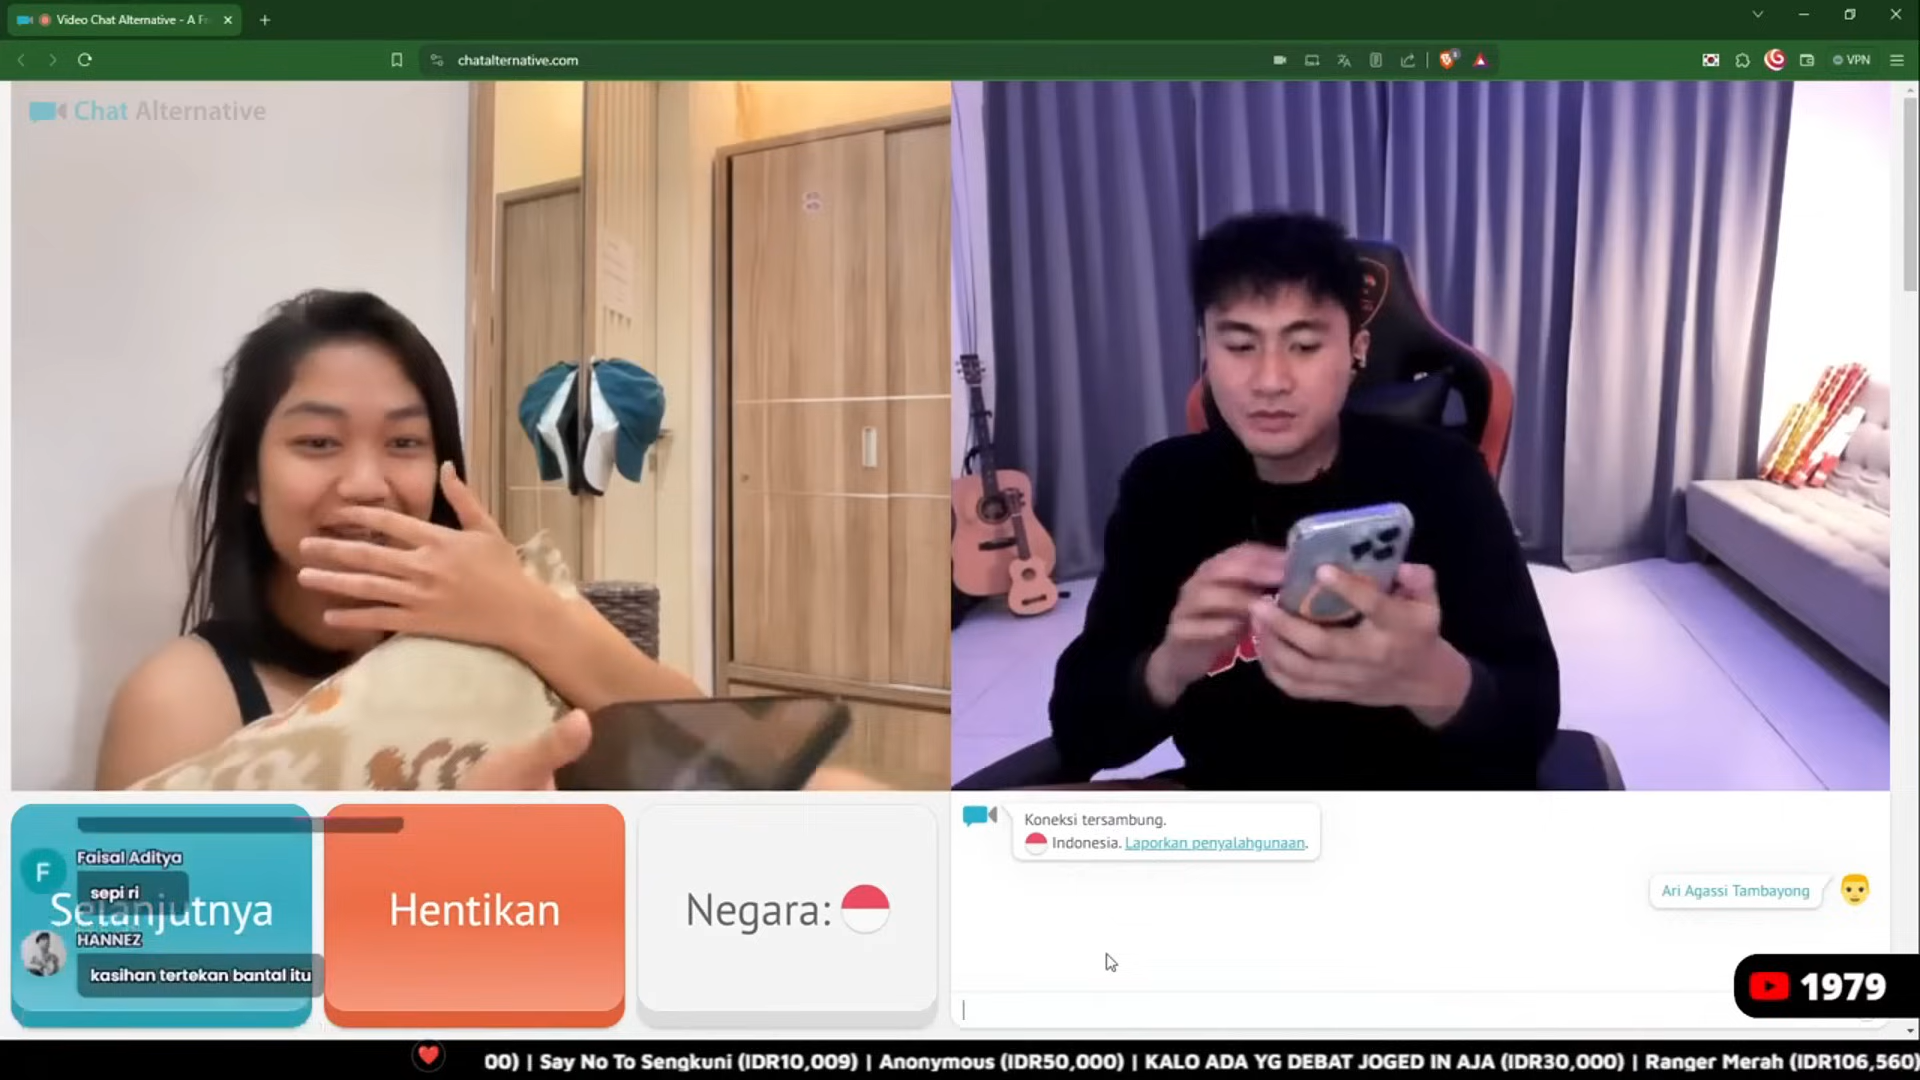 Video Chat Alternative - A Fr
chatalternative.com
VPN
Chat Alternative
Koneksi tersambung.
Indonesia. Laporkan penyalahgunaan.
Ari Agassi Tambayong
Selanjutnya
Hentikan
Negara:
F
Faisal Aditya
sepi ri
HANNEZ
kasihan tertekan bantal itu
1979
00) | Say No To Sengkuni (IDR10,009) | Anonymous (IDR50,000) | KALO ADA YG DEBAT JOGED IN AJA (IDR30,000) | Ranger Merah (IDR106,560)